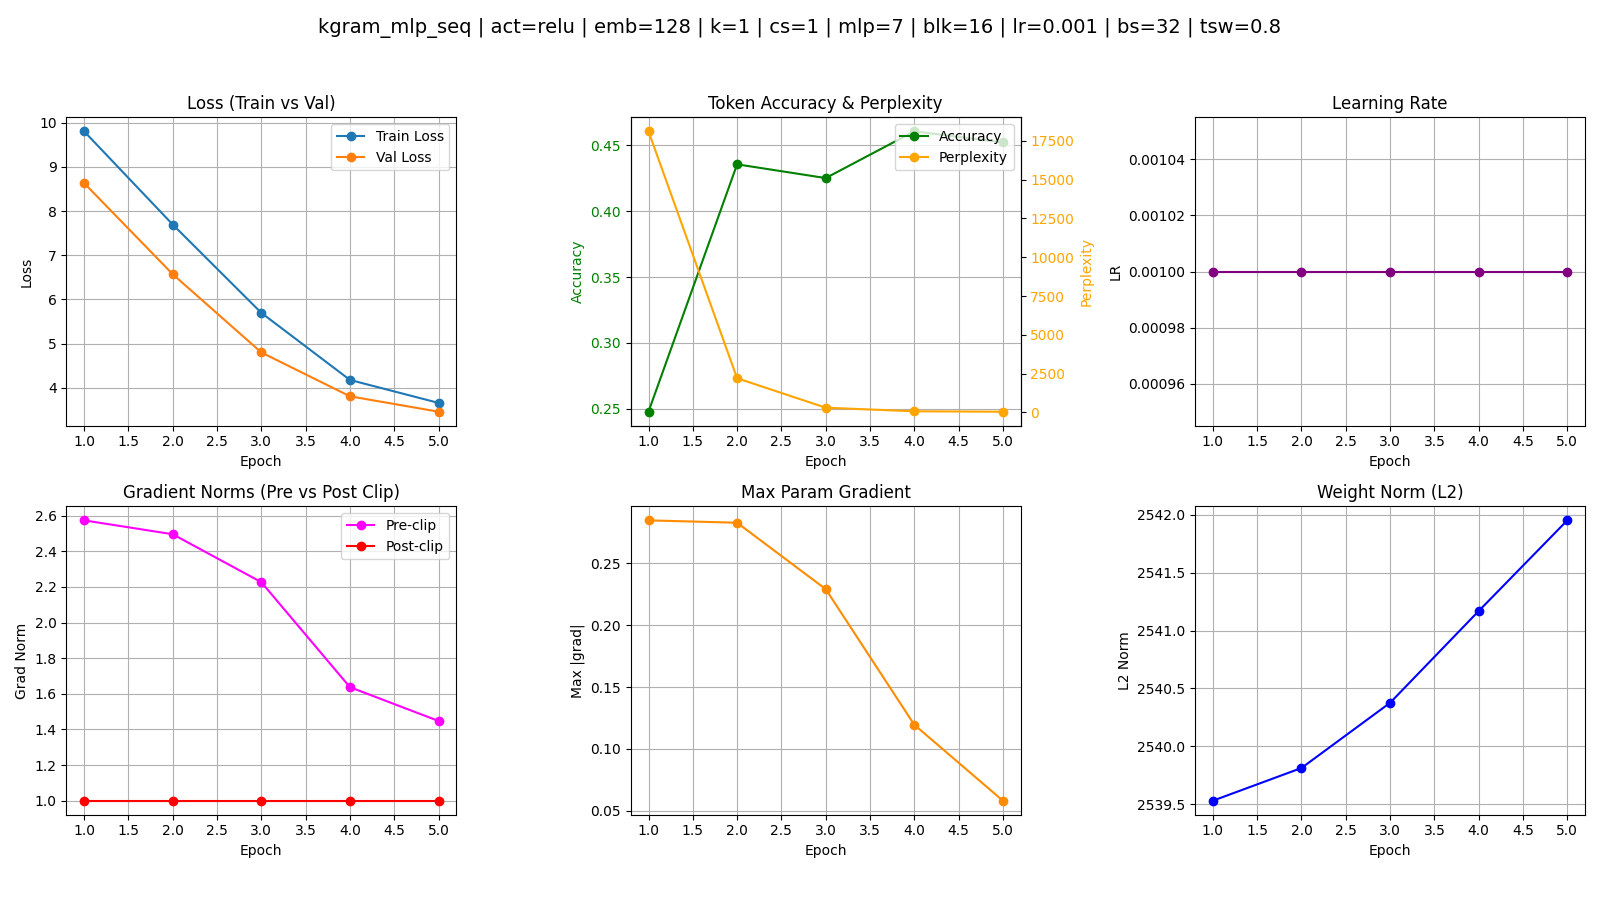 kgram_mlp_seq | act=relu | emb=128 | k=1 | cs=1 | mlp=7 | blk=16 | lr=0.001 | bs=32 | tsw=0.8
Loss (Train vs Val)
10
9
8
7
6
5
4
Loss
Train Loss
Val Loss
1.0 1.5 2.0 2.5 3.0 3.5 4.0 4.5 5.0
Epoch
Token Accuracy & Perplexity
0.45
0.40
0.35
0.30
0.25
Accuracy
Accuracy
Perplexity
17500
15000
12500
10000
7500
5000
2500
0
Perplexity
1.0 1.5 2.0 2.5 3.0 3.5 4.0 4.5 5.0
Epoch
Learning Rate
0.00104
0.00102
0.00100
0.00098
0.00096
LR
1.0 1.5 2.0 2.5 3.0 3.5 4.0 4.5 5.0
Epoch
Gradient Norms (Pre vs Post Clip)
2.6
2.4
2.2
2.0
1.8
1.6
1.4
1.2
1.0
Grad Norm
Pre-clip
Post-clip
1.0 1.5 2.0 2.5 3.0 3.5 4.0 4.5 5.0
Epoch
Max Param Gradient
0.25
0.20
0.15
0.10
0.05
Max |grad|
1.0 1.5 2.0 2.5 3.0 3.5 4.0 4.5 5.0
Epoch
Weight Norm (L2)
2542.0
2541.5
2541.0
2540.5
2540.0
2539.5
L2 Norm
1.0 1.5 2.0 2.5 3.0 3.5 4.0 4.5 5.0
Epoch